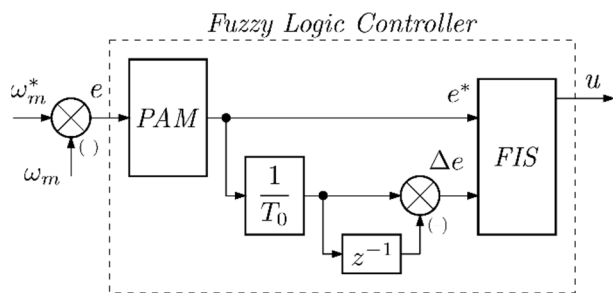 Fuzzy Logic Controller
ω*ₘ
e
PAM
e*
u
( )
ωₘ
1
T₀
Δe
FIS
( )
z⁻¹